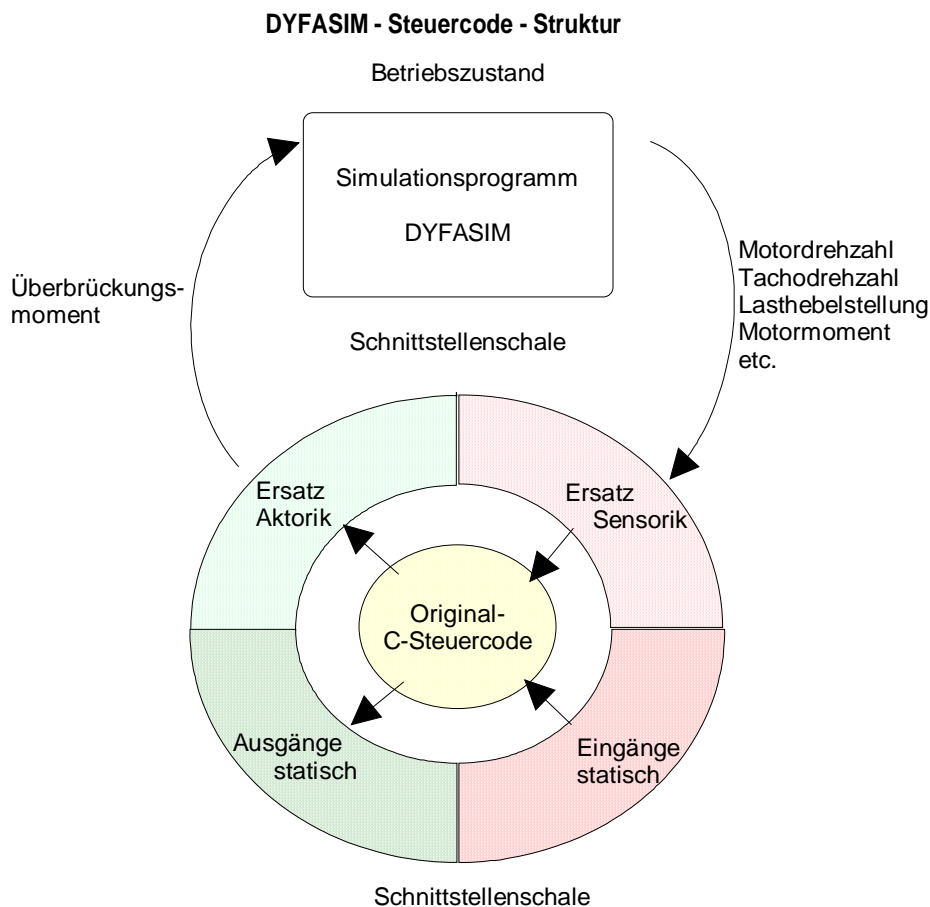 DYFASIM - Steuercode - Struktur
Betriebszustand
Simulationsprogramm
DYFASIM
Überbrückungs-
moment
Motordrehzahl
Tachodrehzahl
Lasthebelstellung
Motormoment
etc.
Schnittstellenschale
Ersatz
Aktorik
Ersatz
Sensorik
Original-
C-Steuercode
Ausgänge
statisch
Eingänge
statisch
Schnittstellenschale